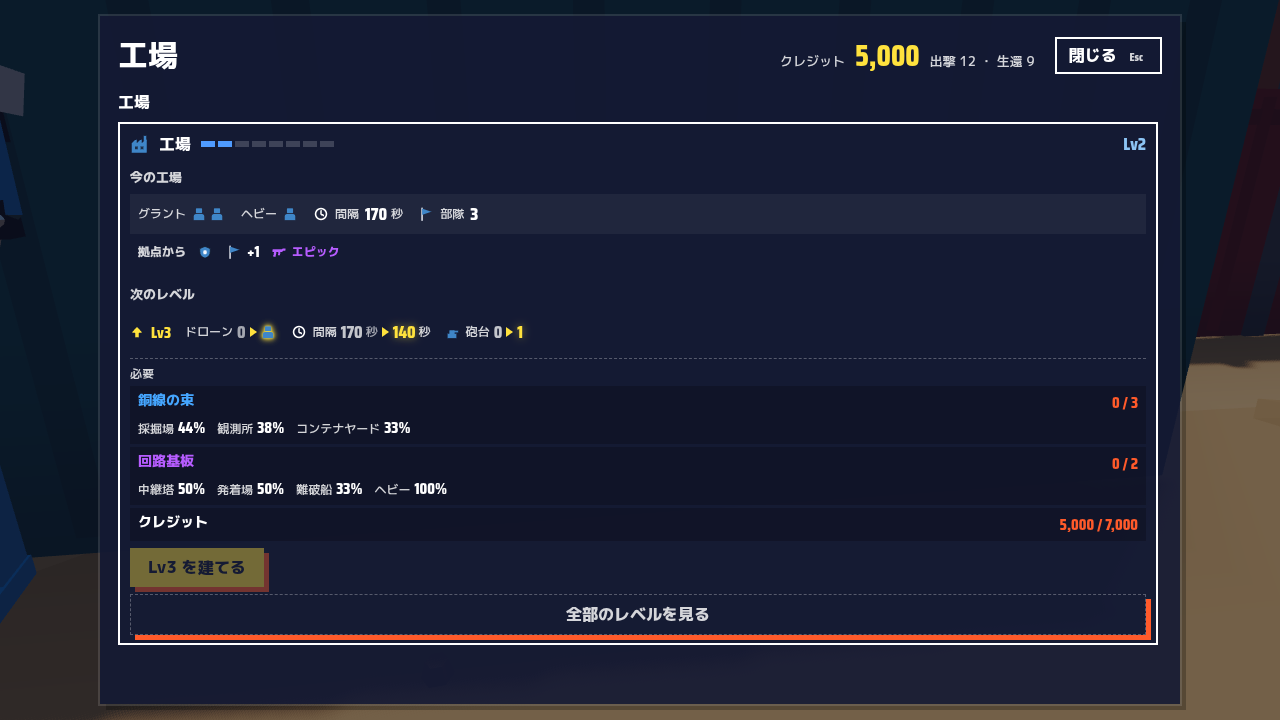 工場
クレジット 5,000 出撃 12 · 生還 9
閉じる Esc
工場
工場 Lv2
今の工場
グラント ヘビー 間隔 170 秒 部隊 3
拠点から +1 エピック
次のレベル
Lv3 ドローン 0 間隔 170 秒 140 秒 砲台 0 1
必要
銅線の束 0 / 3
採掘場 44% 観測所 38% コンテナヤード 33%
回路基板 0 / 2
中継塔 50% 発着場 50% 難破船 33% ヘビー 100%
クレジット 5,000 / 7,000
Lv3 を建てる
全部のレベルを見る